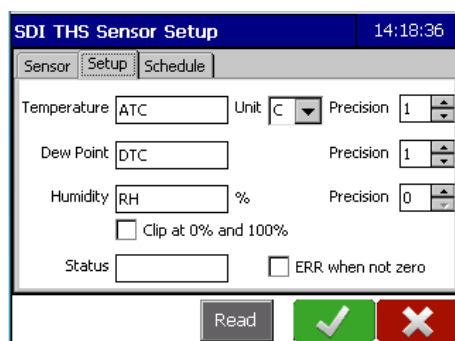 SDI THS Sensor Setup 14:18:36
Sensor Setup Schedule
Temperature ATC Unit C Precision 1
Dew Point DTC Precision 1
Humidity RH % Precision 0
Clip at 0% and 100%
Status ERR when not zero
Read